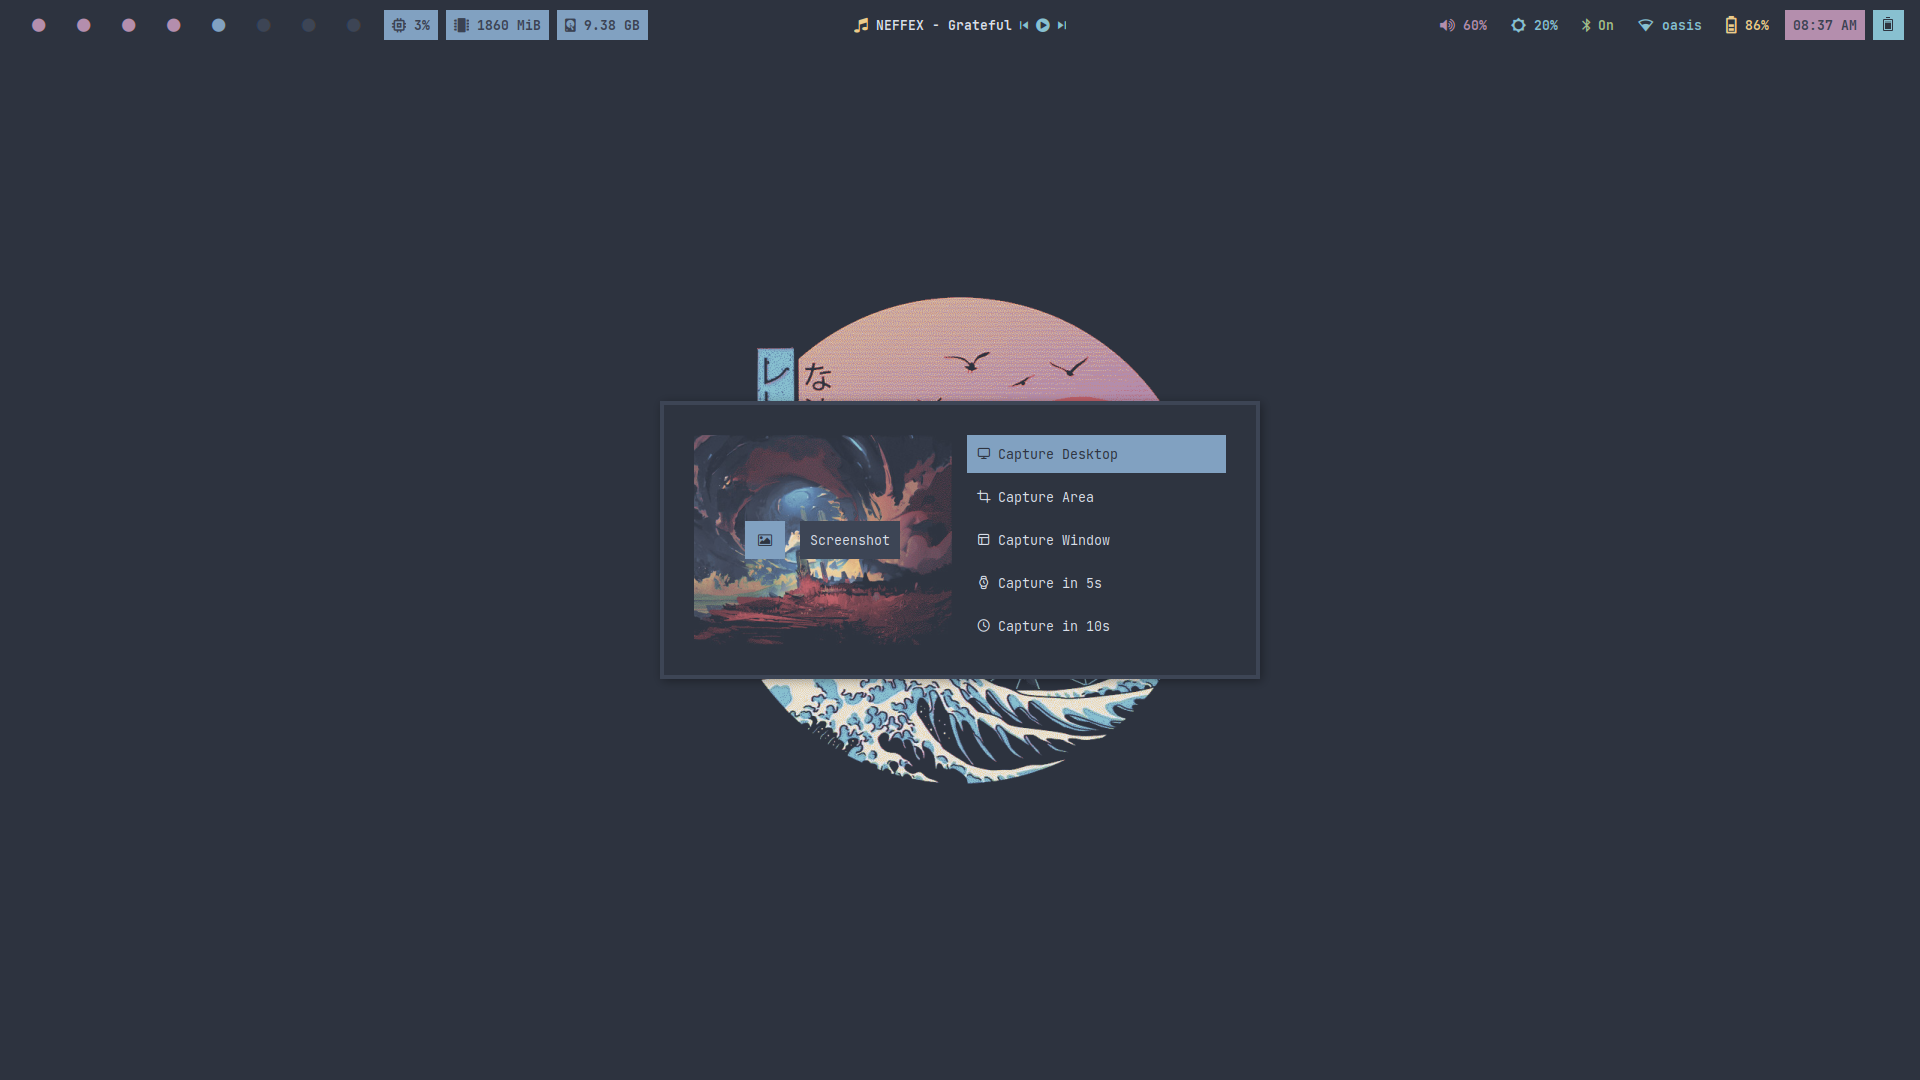 3% 1860 MiB 9.38 GB NEFFEX - Grateful 60% 20% On oasis 86% 08:37 AM
レ
な
Screenshot
Capture Desktop
Capture Area
Capture Window
Capture in 5s
Capture in 10s